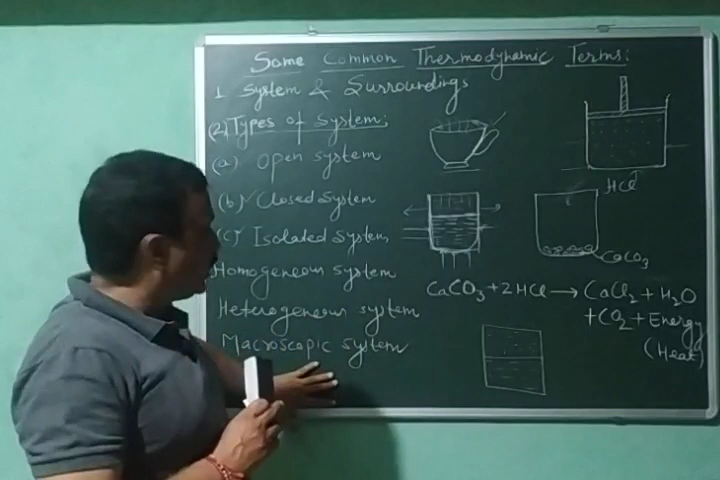 Some Common Thermodynamic Terms:
1. System & Surroundings
(2) Types of System:
(a) Open system
(b) Closed System
(c) Isolated System
Homogeneous system
Heterogeneous system
Macroscopic system
HCl
CaCO3
CaCO3 + 2HCl → CaCl2 + H2O
+ CO2 + Energy
(Heat)